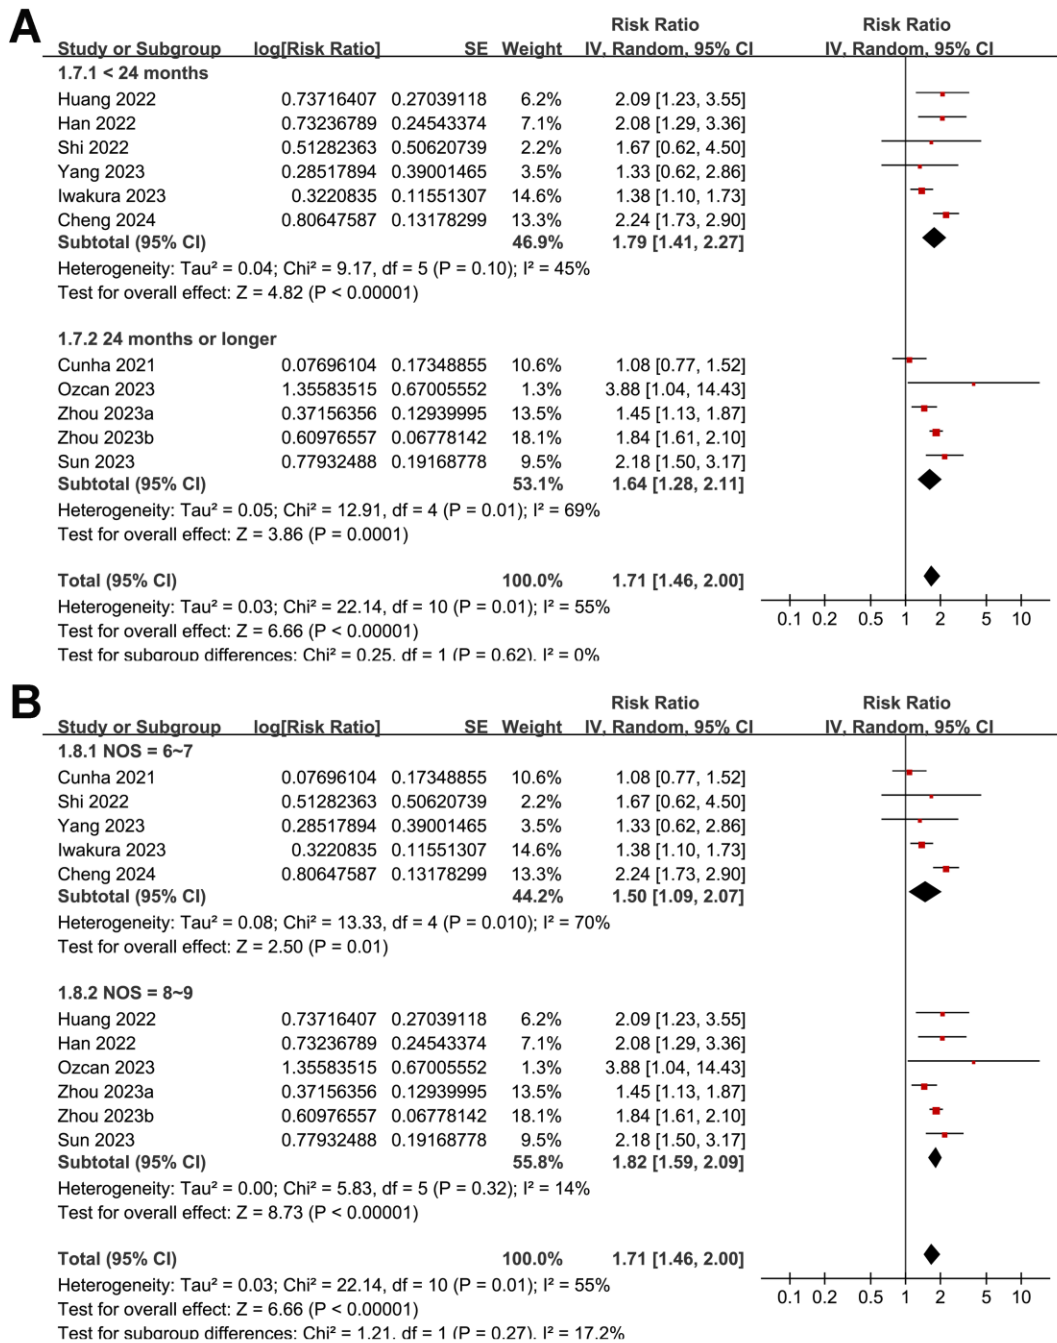 A
Risk Ratio Risk Ratio
Study or Subgroup log[Risk Ratio] SE Weight IV, Random, 95% CI IV, Random, 95% CI
1.7.1 < 24 months
Huang 2022 0.73716407 0.27039118 6.2% 2.09 [1.23, 3.55]
Han 2022 0.73236789 0.24543374 7.1% 2.08 [1.29, 3.36]
Shi 2022 0.51282363 0.50620739 2.2% 1.67 [0.62, 4.50]
Yang 2023 0.28517894 0.39001465 3.5% 1.33 [0.62, 2.86]
Iwakura 2023 0.3220835 0.11551307 14.6% 1.38 [1.10, 1.73]
Cheng 2024 0.80647587 0.13178299 13.3% 2.24 [1.73, 2.90]
Subtotal (95% CI) 46.9% 1.79 [1.41, 2.27]
Heterogeneity: Tau² = 0.04; Chi² = 9.17, df = 5 (P = 0.10); I² = 45%
Test for overall effect: Z = 4.82 (P < 0.00001)
1.7.2 24 months or longer
Cunha 2021 0.07696104 0.17348855 10.6% 1.08 [0.77, 1.52]
Ozcan 2023 1.35583515 0.67005552 1.3% 3.88 [1.04, 14.43]
Zhou 2023a 0.37156356 0.12939995 13.5% 1.45 [1.13, 1.87]
Zhou 2023b 0.60976557 0.06778142 18.1% 1.84 [1.61, 2.10]
Sun 2023 0.77932488 0.19168778 9.5% 2.18 [1.50, 3.17]
Subtotal (95% CI) 53.1% 1.64 [1.28, 2.11]
Heterogeneity: Tau² = 0.05; Chi² = 12.91, df = 4 (P = 0.01); I² = 69%
Test for overall effect: Z = 3.86 (P = 0.0001)
Total (95% CI) 100.0% 1.71 [1.46, 2.00]
Heterogeneity: Tau² = 0.03; Chi² = 22.14, df = 10 (P = 0.01); I² = 55%
Test for overall effect: Z = 6.66 (P < 0.00001)
Test for subgroup differences: Chi² = 0.25, df = 1 (P = 0.62), I² = 0%
0.1 0.2 0.5 1 2 5 10
B
Risk Ratio Risk Ratio
Study or Subgroup log[Risk Ratio] SE Weight IV, Random, 95% CI IV, Random, 95% CI
1.8.1 NOS = 6~7
Cunha 2021 0.07696104 0.17348855 10.6% 1.08 [0.77, 1.52]
Shi 2022 0.51282363 0.50620739 2.2% 1.67 [0.62, 4.50]
Yang 2023 0.28517894 0.39001465 3.5% 1.33 [0.62, 2.86]
Iwakura 2023 0.3220835 0.11551307 14.6% 1.38 [1.10, 1.73]
Cheng 2024 0.80647587 0.13178299 13.3% 2.24 [1.73, 2.90]
Subtotal (95% CI) 44.2% 1.50 [1.09, 2.07]
Heterogeneity: Tau² = 0.08; Chi² = 13.33, df = 4 (P = 0.010); I² = 70%
Test for overall effect: Z = 2.50 (P = 0.01)
1.8.2 NOS = 8~9
Huang 2022 0.73716407 0.27039118 6.2% 2.09 [1.23, 3.55]
Han 2022 0.73236789 0.24543374 7.1% 2.08 [1.29, 3.36]
Ozcan 2023 1.35583515 0.67005552 1.3% 3.88 [1.04, 14.43]
Zhou 2023a 0.37156356 0.12939995 13.5% 1.45 [1.13, 1.87]
Zhou 2023b 0.60976557 0.06778142 18.1% 1.84 [1.61, 2.10]
Sun 2023 0.77932488 0.19168778 9.5% 2.18 [1.50, 3.17]
Subtotal (95% CI) 55.8% 1.82 [1.59, 2.09]
Heterogeneity: Tau² = 0.00; Chi² = 5.83, df = 5 (P = 0.32); I² = 14%
Test for overall effect: Z = 8.73 (P < 0.00001)
Total (95% CI) 100.0% 1.71 [1.46, 2.00]
Heterogeneity: Tau² = 0.03; Chi² = 22.14, df = 10 (P = 0.01); I² = 55%
Test for overall effect: Z = 6.66 (P < 0.00001)
Test for subgroup differences: Chi² = 1.21, df = 1 (P = 0.27), I² = 17.2%
0.1 0.2 0.5 1 2 5 10